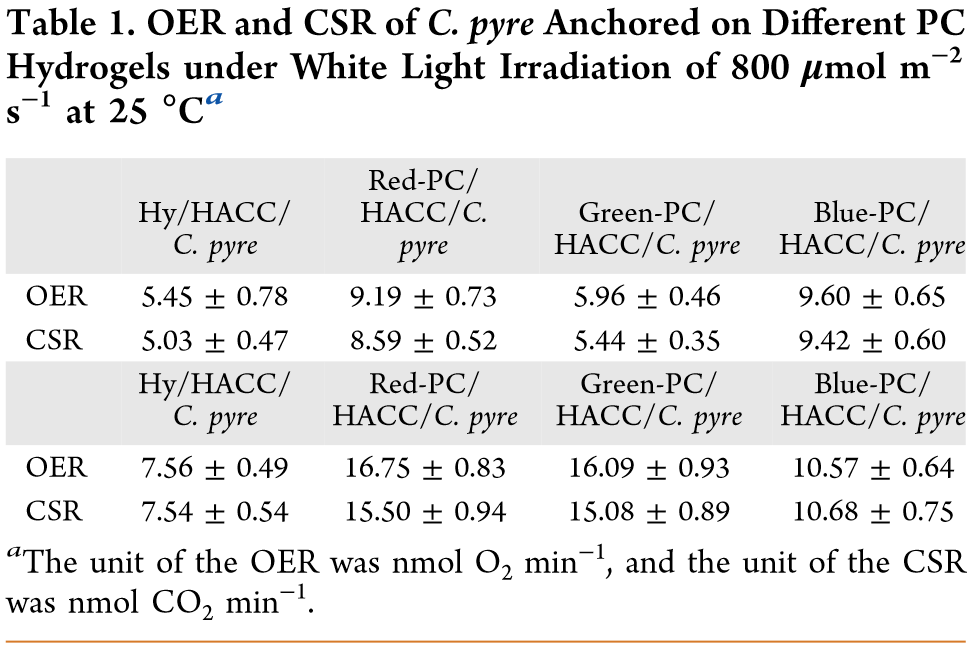 Table 1. OER and CSR of C. pyre Anchored on Different PC
Hydrogels under White Light Irradiation of 800 μmol m−2
s−1 at 25 °Ca
Hy/HACC/C. pyre Red-PC/HACC/C. pyre Green-PC/HACC/C. pyre Blue-PC/HACC/C. pyre
OER 5.45 ± 0.78 9.19 ± 0.73 5.96 ± 0.46 9.60 ± 0.65
CSR 5.03 ± 0.47 8.59 ± 0.52 5.44 ± 0.35 9.42 ± 0.60
Hy/HACC/C. pyre Red-PC/HACC/C. pyre Green-PC/HACC/C. pyre Blue-PC/HACC/C. pyre
OER 7.56 ± 0.49 16.75 ± 0.83 16.09 ± 0.93 10.57 ± 0.64
CSR 7.54 ± 0.54 15.50 ± 0.94 15.08 ± 0.89 10.68 ± 0.75
aThe unit of the OER was nmol O2 min−1, and the unit of the CSR
was nmol CO2 min−1.